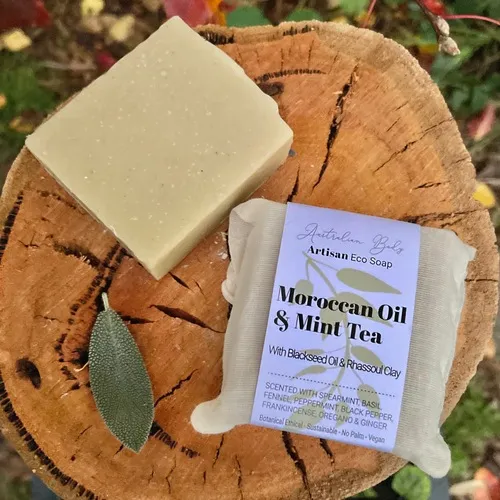 Australian Body
Artisan Eco Soap
Moroccan Oil
& Mint Tea
With Blackseed Oil & Rhassoul Clay
SCENTED WITH SPEARMINT, BASIL,
FENNEL, PEPPERMINT, BLACK PEPPER,
FRANKINCENSE, OREGANO & GINGER
Botanical Ethical - Sustainable - No Palm - Vegan